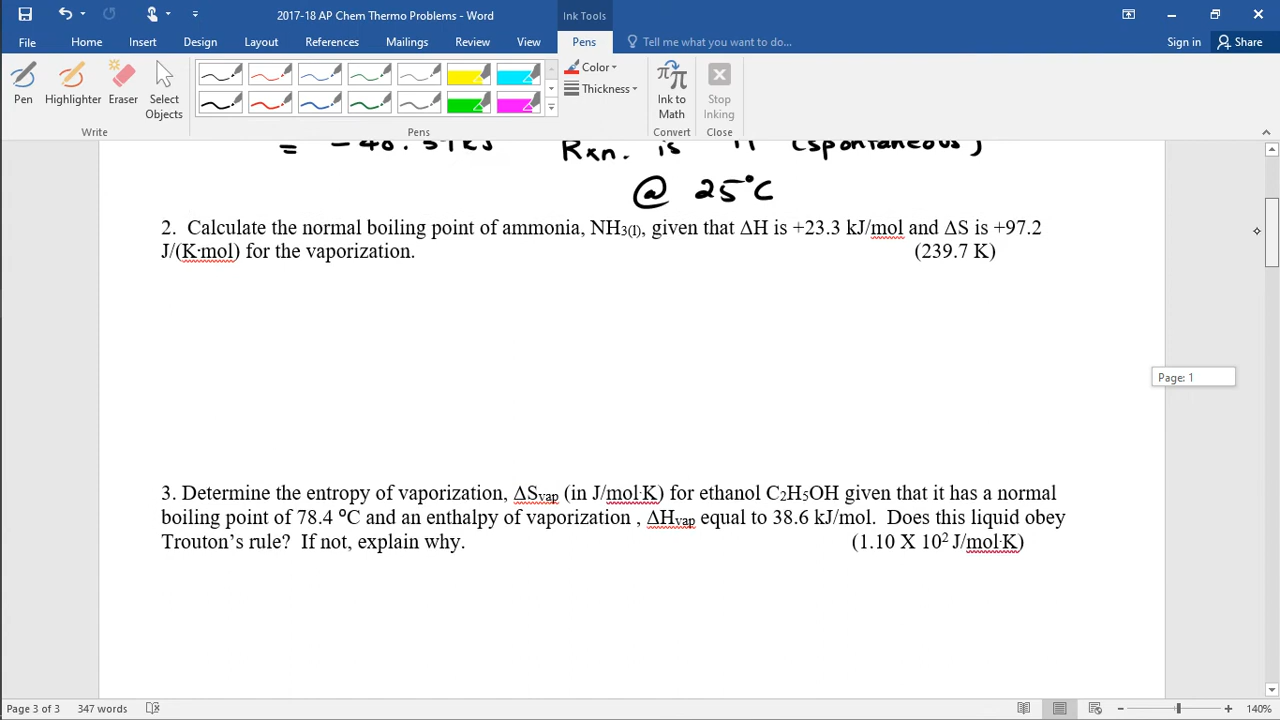 2017-18 AP Chem Thermo Problems - Word
Ink Tools
File Home Insert Design Layout References Mailings Review View Pens Tell me what you want to do... Sign in Share
Pen Highlighter Eraser Select Objects
Color
Thickness
Ink to Math
Stop Inking
Write Pens Convert Close
= -48.54 kJ Rxn. is (spontaneous)
@ 25°C
2. Calculate the normal boiling point of ammonia, NH₃(l), given that ΔH is +23.3 kJ/mol and ΔS is +97.2
J/(K·mol) for the vaporization. (239.7 K)
Page: 1
3. Determine the entropy of vaporization, ΔSvap (in J/mol·K) for ethanol C₂H₅OH given that it has a normal
boiling point of 78.4 ºC and an enthalpy of vaporization , ΔHvap equal to 38.6 kJ/mol. Does this liquid obey
Trouton’s rule? If not, explain why. (1.10 X 10² J/mol·K)
Page 3 of 3 347 words 140%